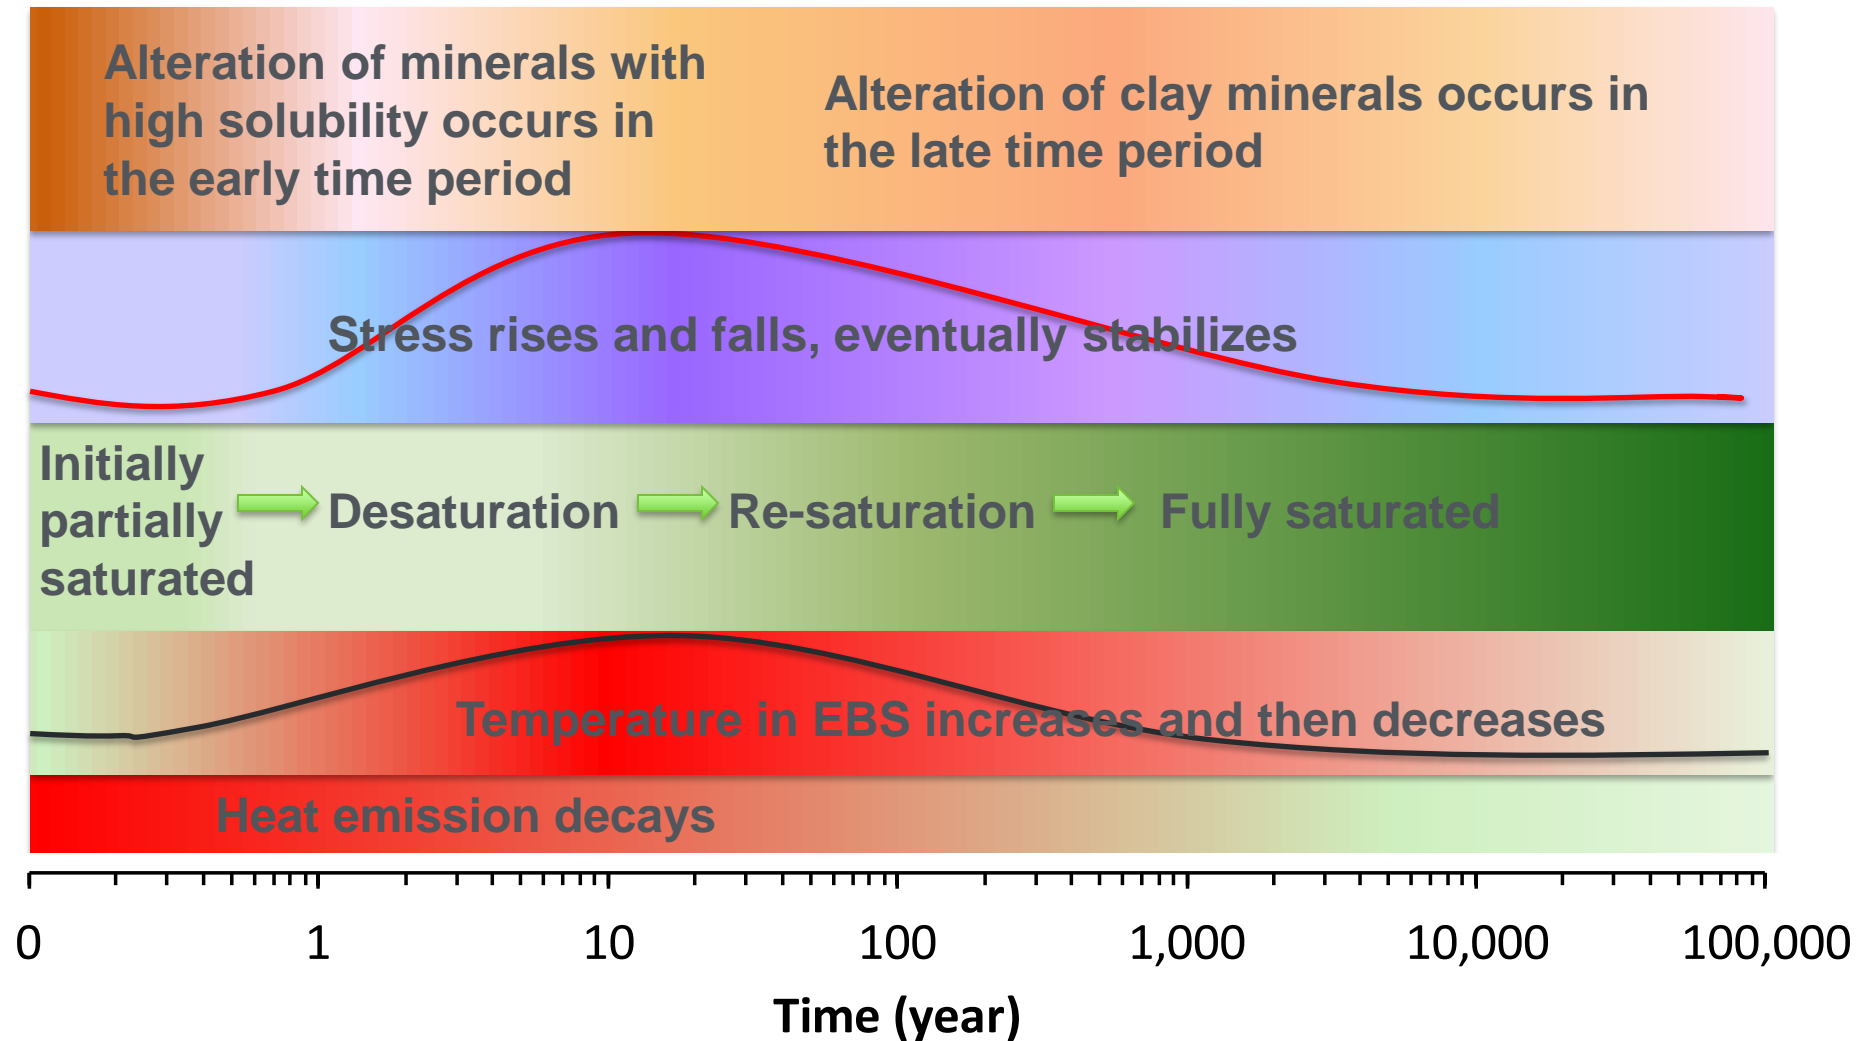 Alteration of minerals with
high solubility occurs in
the early time period
Alteration of clay minerals occurs in
the late time period
Stress rises and falls, eventually stabilizes
Initially
partially
saturated
Desaturation
Re-saturation
Fully saturated
Temperature in EBS increases and then decreases
Heat emission decays
0 1 10 100 1,000 10,000 100,000
Time (year)